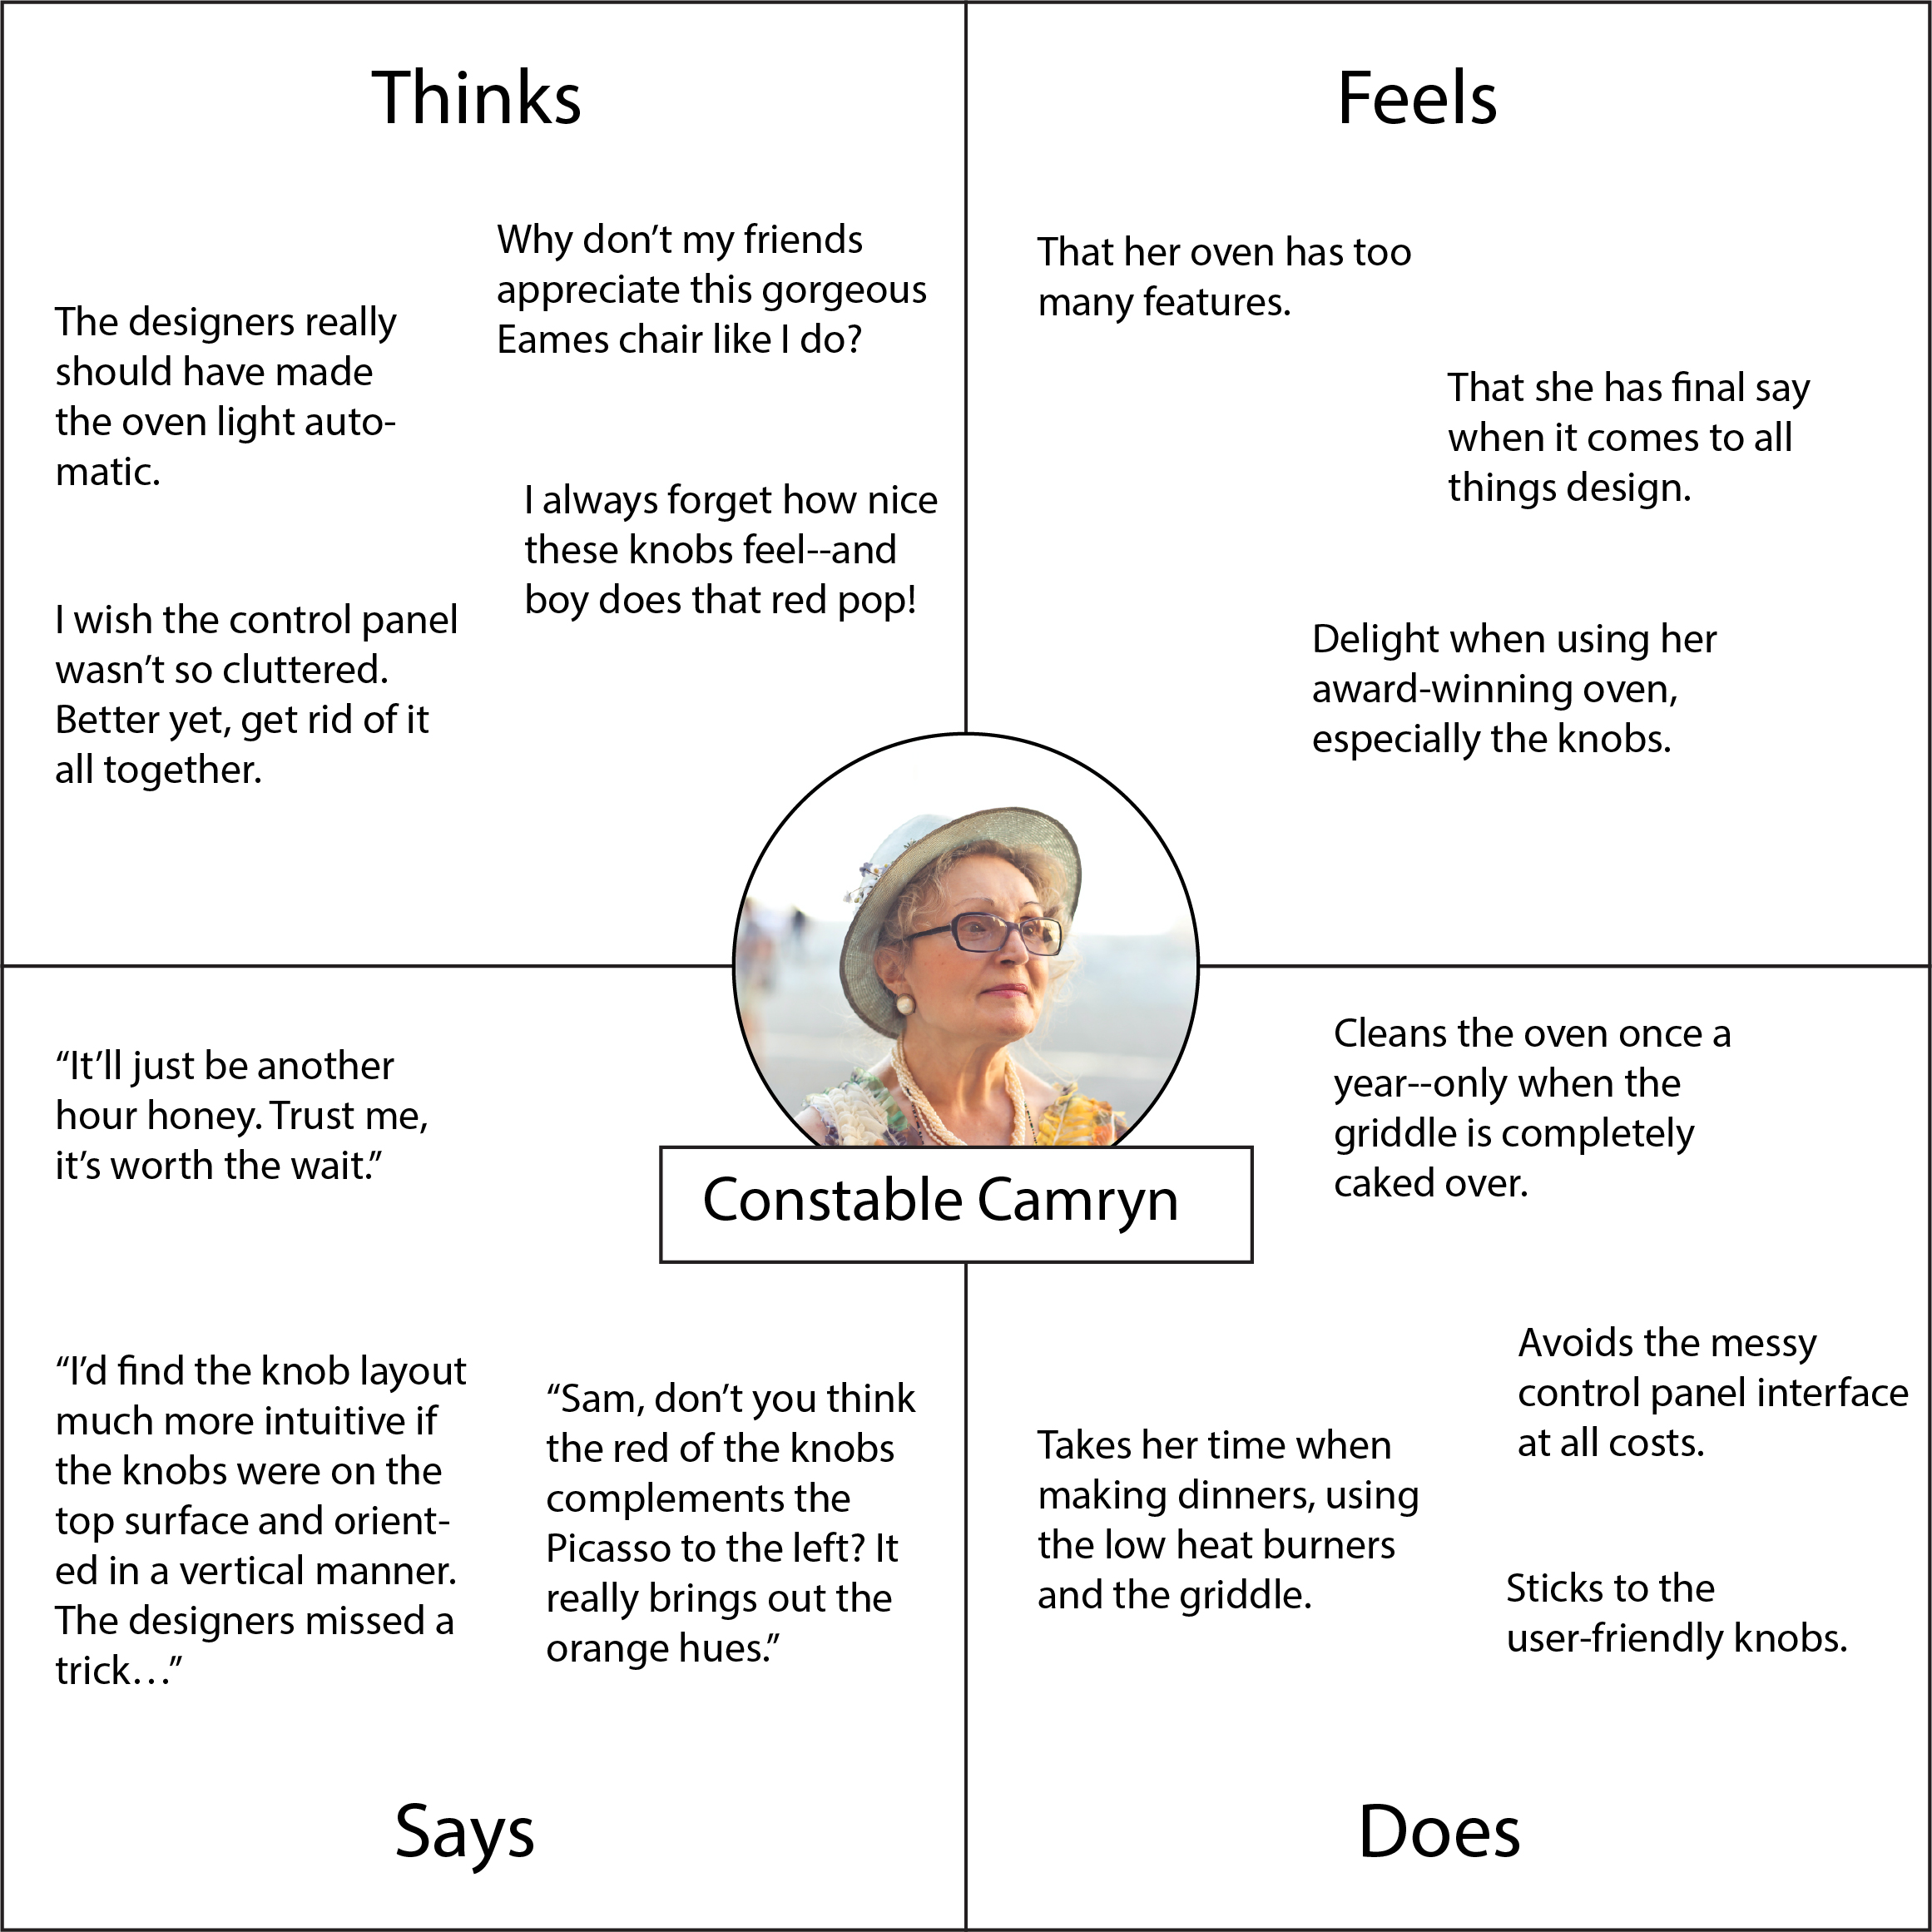 Thinks
The designers really
should have made
the oven light auto-
matic.
Why don’t my friends
appreciate this gorgeous
Eames chair like I do?
I always forget how nice
these knobs feel--and
boy does that red pop!
I wish the control panel
wasn’t so cluttered.
Better yet, get rid of it
all together.
Feels
That her oven has too
many features.
That she has final say
when it comes to all
things design.
Delight when using her
award-winning oven,
especially the knobs.
Constable Camryn
“It’ll just be another
hour honey. Trust me,
it’s worth the wait.”
“I’d find the knob layout
much more intuitive if
the knobs were on the
top surface and orient-
ed in a vertical manner.
The designers missed a
trick…”
“Sam, don’t you think
the red of the knobs
complements the
Picasso to the left? It
really brings out the
orange hues.”
Says
Cleans the oven once a
year--only when the
griddle is completely
caked over.
Avoids the messy
control panel interface
at all costs.
Takes her time when
making dinners, using
the low heat burners
and the griddle.
Sticks to the
user-friendly knobs.
Does